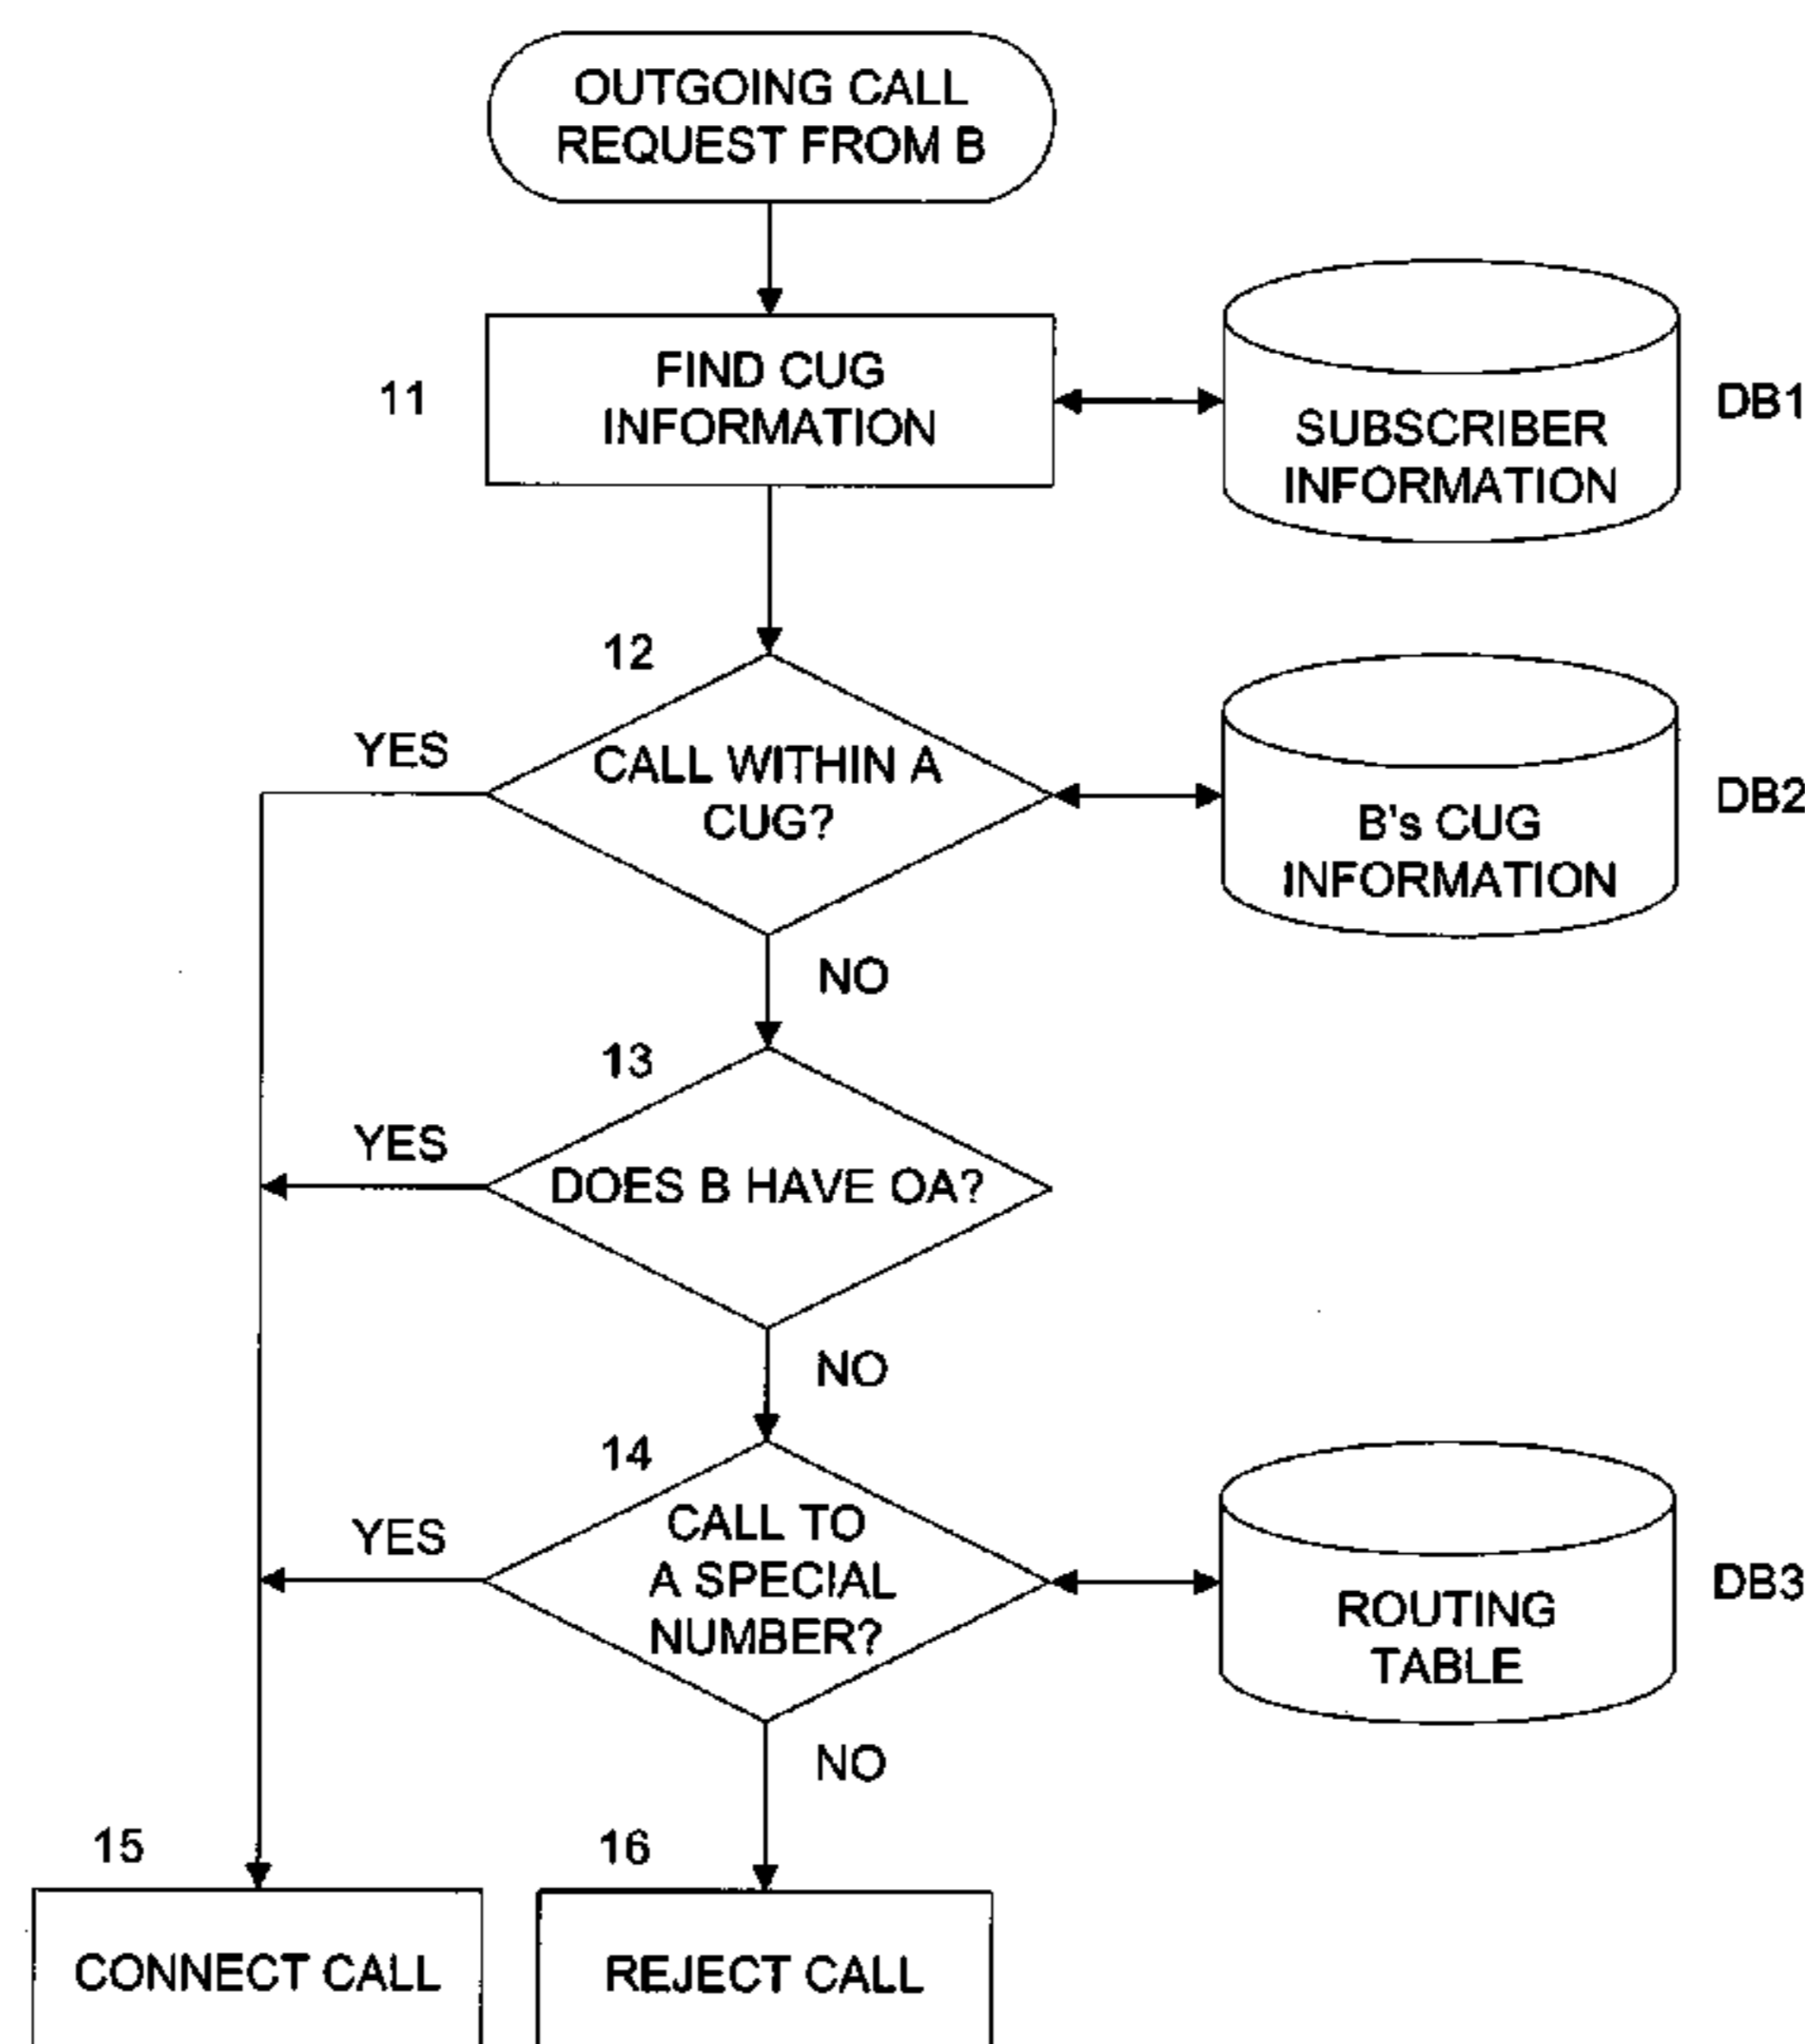 OUTGOING CALL
REQUEST FROM B
11
FIND CUG
INFORMATION
SUBSCRIBER
INFORMATION
DB1
12
YES
CALL WITHIN A
CUG?
B's CUG
INFORMATION
DB2
NO
13
YES
DOES B HAVE OA?
NO
14
YES
CALL TO
A SPECIAL
NUMBER?
ROUTING
TABLE
DB3
NO
15
16
CONNECT CALL
REJECT CALL